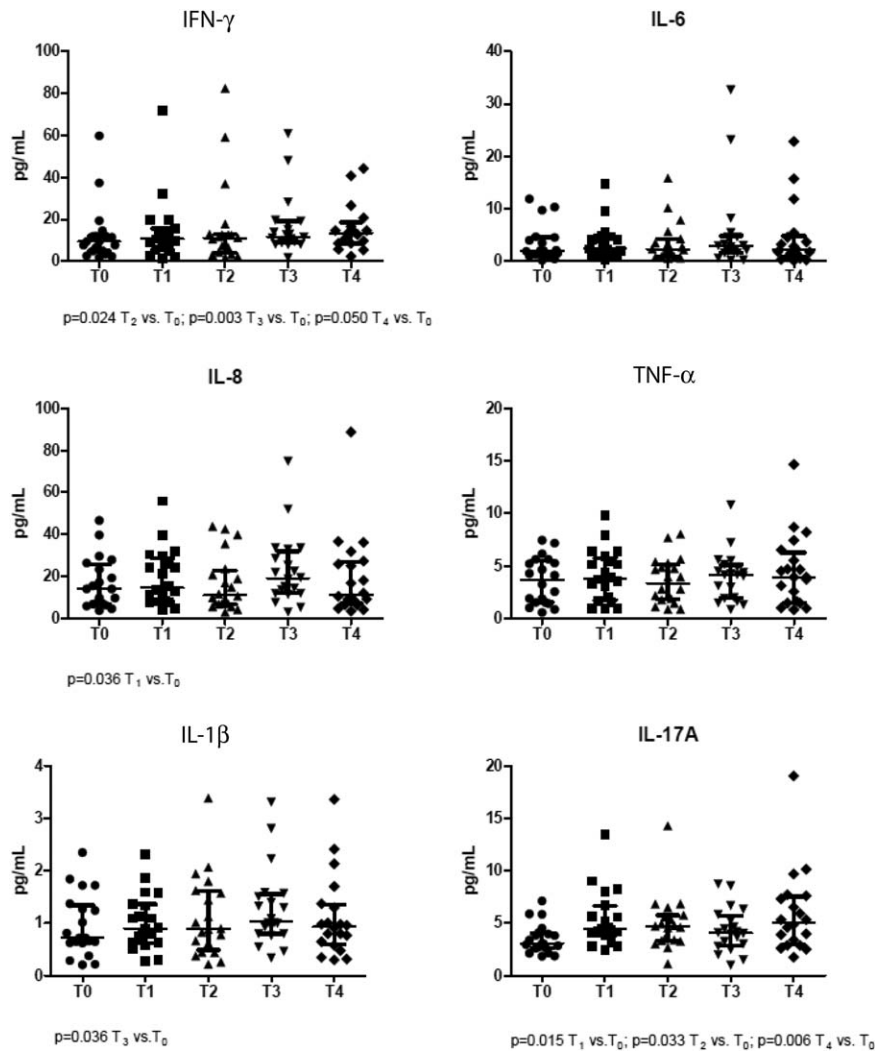 IFN-γ
100
80
60
40
20
0
pg/mL
T0 T1 T2 T3 T4
p=0.024 T2 vs. T0; p=0.003 T3 vs. T0; p=0.050 T4 vs. T0
IL-6
40
30
20
10
0
pg/mL
T0 T1 T2 T3 T4
IL-8
100
80
60
40
20
0
pg/mL
T0 T1 T2 T3 T4
p=0.036 T1 vs.T0
TNF-α
20
15
10
5
0
pg/mL
T0 T1 T2 T3 T4
IL-1β
4
3
2
1
0
pg/mL
T0 T1 T2 T3 T4
p=0.036 T3 vs.T0
IL-17A
20
15
10
5
0
pg/mL
T0 T1 T2 T3 T4
p=0.015 T1 vs.T0; p=0.033 T2 vs. T0; p=0.006 T4 vs. T0